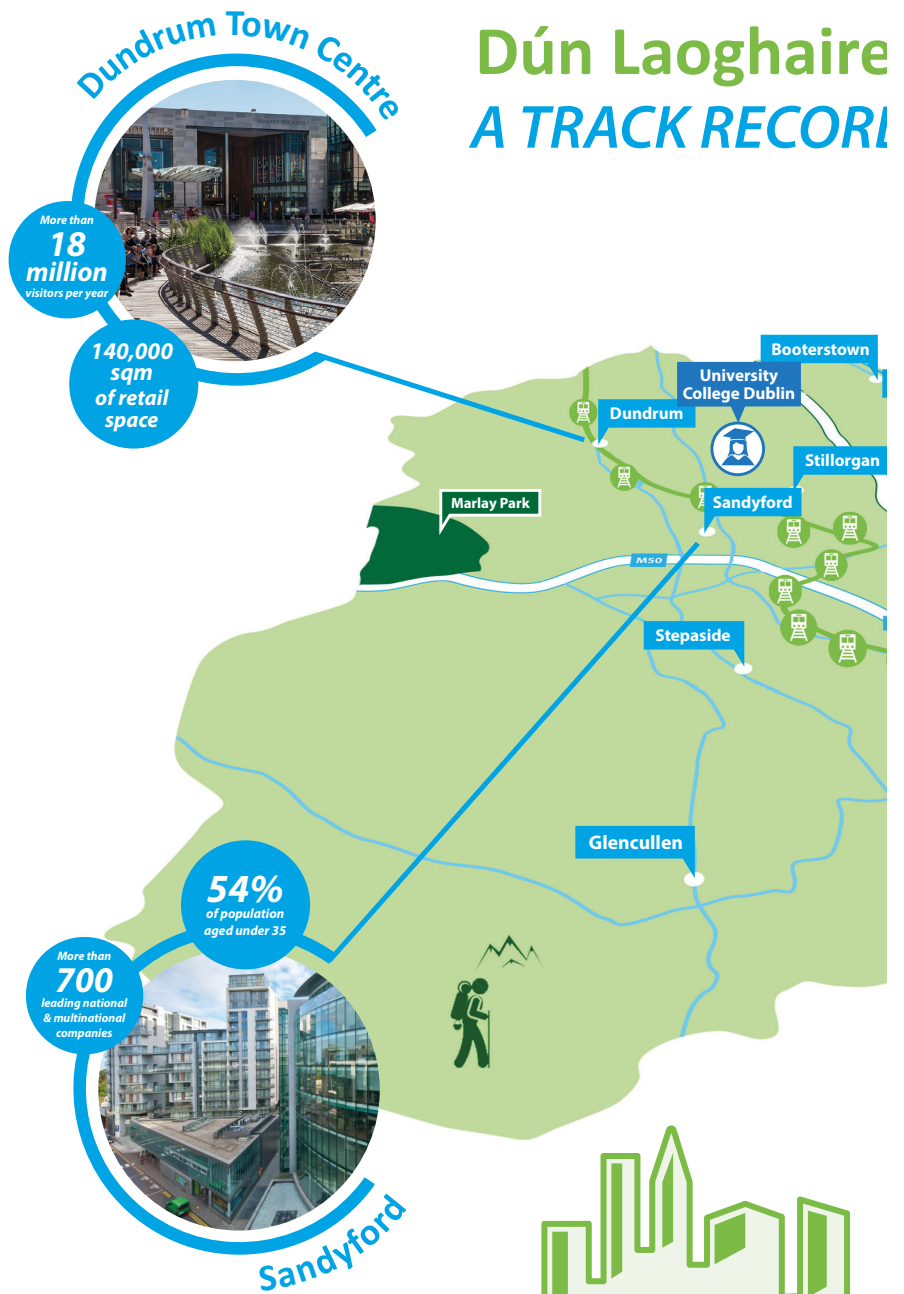 Dundrum Town Centre
Dún Laoghaire
A TRACK RECOR
More than
18
million
visitors per year
140,000
sqm
of retail
space
Booterstown
University
College Dublin
Dundrum
Stillorgan
Marlay Park
Sandyford
M50
Stepaside
Glencullen
54%
of population
aged under 35
More than
700
leading national
& multinational
companies
Sandyford